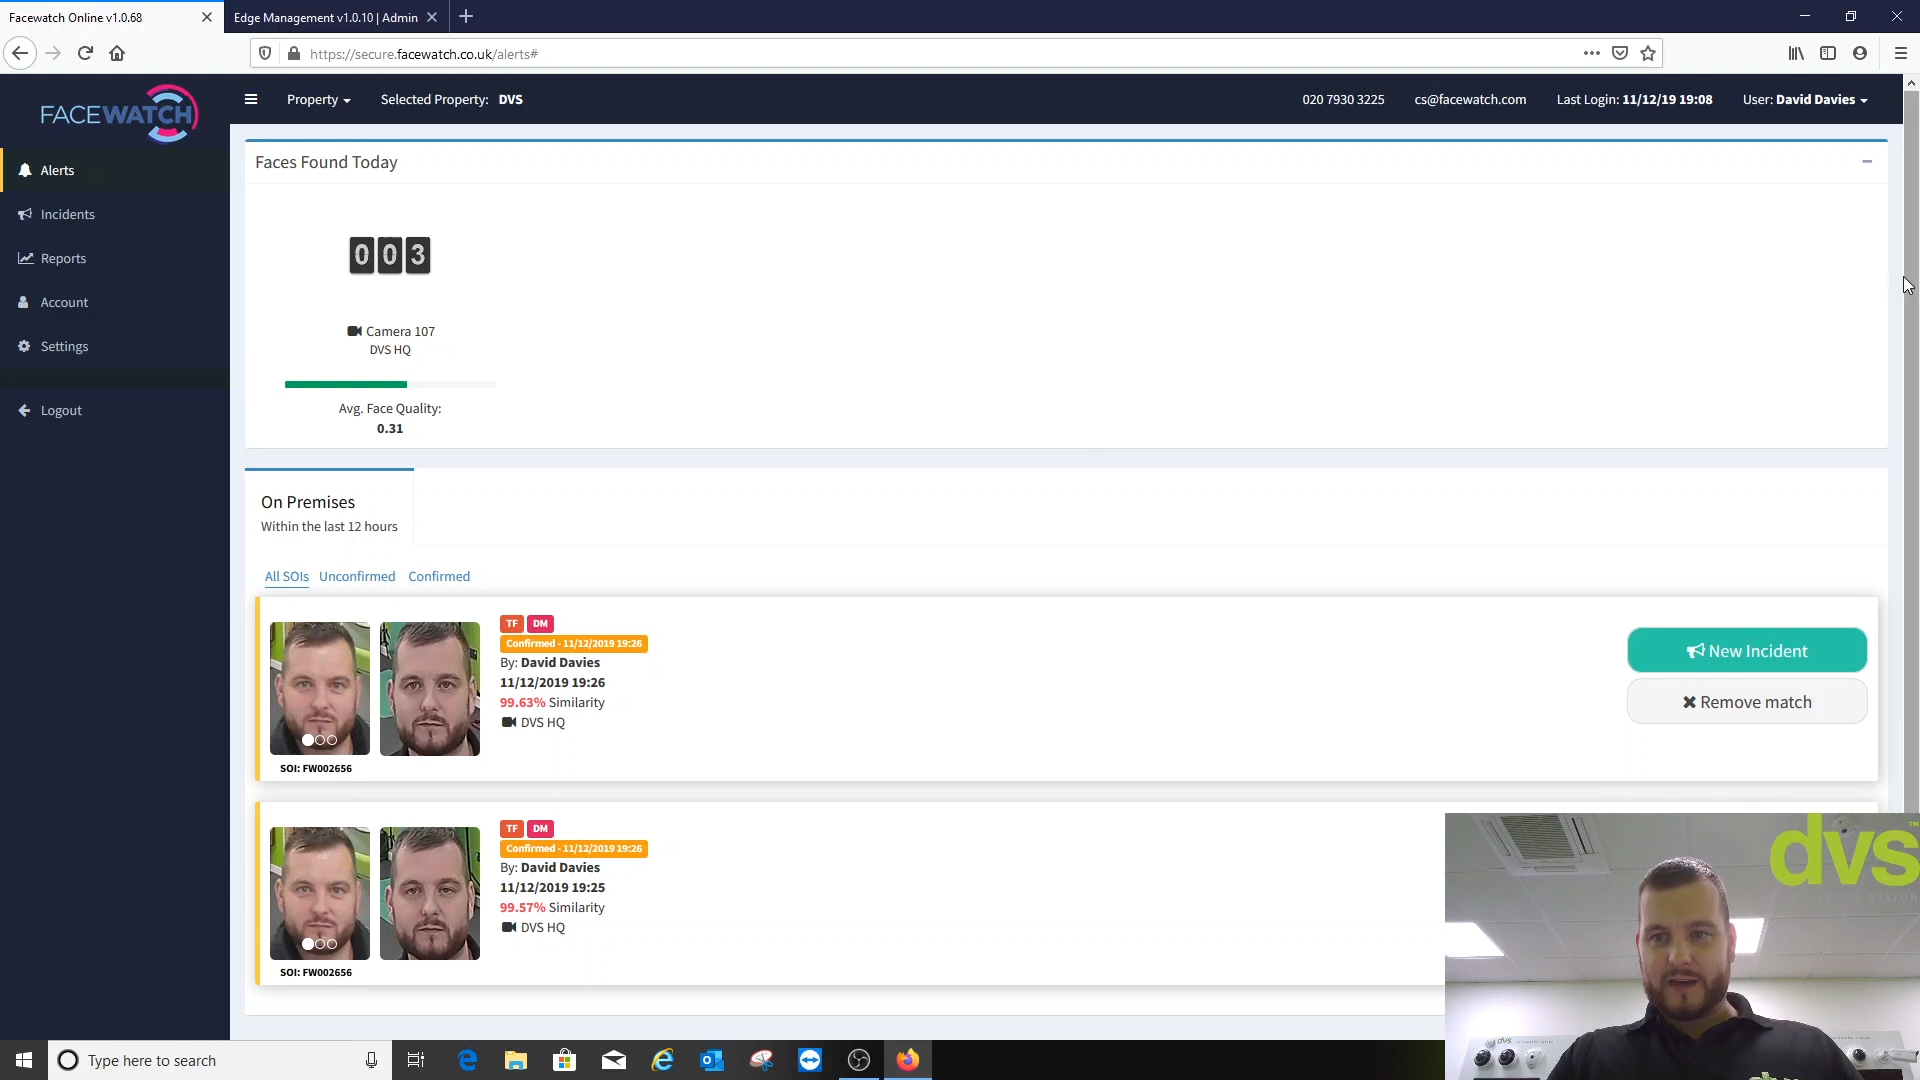 Facewatch Online v1.0.68
Edge Management v1.0.10 | Admin
https://secure.facewatch.co.uk/alerts#
FACEWATCH
Property
Selected Property: DVS
020 7930 3225
cs@facewatch.com
Last Login: 11/12/19 19:08
User: David Davies
Alerts
Incidents
Reports
Account
Settings
Logout
Faces Found Today
003
Camera 107
DVS HQ
Avg. Face Quality:
0.31
On Premises
Within the last 12 hours
All SOIs Unconfirmed Confirmed
TF DM
Confirmed - 11/12/2019 19:26
By: David Davies
11/12/2019 19:26
99.63% Similarity
DVS HQ
SOI: FW002656
New Incident
Remove match
TF DM
Confirmed - 11/12/2019 19:26
By: David Davies
11/12/2019 19:25
99.57% Similarity
DVS HQ
SOI: FW002656
dvs™
dvs
Type here to search